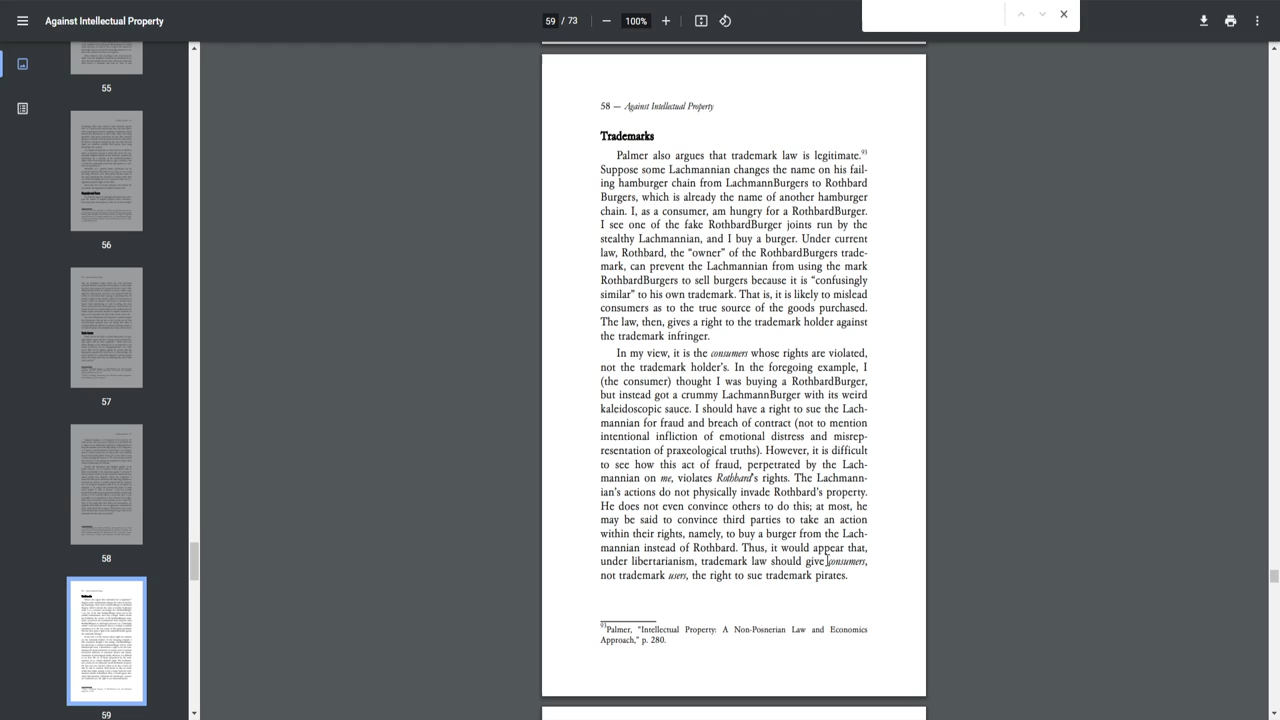 Against Intellectual Property
59 / 73
100%
55
56
57
58
59
58 — Against Intellectual Property
Trademarks
Palmer also argues that trademark law is legitimate.93
Suppose some Lachmannian changes the name on his fail-
ing hamburger chain from LachmannBurgers to Rothbard
Burgers, which is already the name of another hamburger
chain. I, as a consumer, am hungry for a RothbardBurger.
I see one of the fake RothbardBurger joints run by the
stealthy Lachmannian, and I buy a burger. Under current
law, Rothbard, the “owner” of the RothbardBurgers trade-
mark, can prevent the Lachmannian from using the mark
RothbardBurgers to sell burgers because it is “confusingly
similar” to his own trademark. That is, it is likely to mislead
consumers as to the true source of the goods purchased.
The law, then, gives a right to the trademark holder against
the trademark infringer.
In my view, it is the consumers whose rights are violated,
not the trademark holder’s. In the foregoing example, I
(the consumer) thought I was buying a RothbardBurger,
but instead got a crummy LachmannBurger with its weird
kaleidoscopic sauce. I should have a right to sue the Lach-
mannian for fraud and breach of contract (not to mention
intentional infliction of emotional distress and misrep-
resentation of praxeological truths). However, it is difficult
to see how this act of fraud, perpetrated by the Lach-
mannian on me, violates Rothbard’s rights. The Lachmann-
ian’s actions do not physically invade Rothbard’s property.
He does not even convince others to do this; at most, he
may be said to convince third parties to take an action
within their rights, namely, to buy a burger from the Lach-
mannian instead of Rothbard. Thus, it would appear that,
under libertarianism, trademark law should give consumers,
not trademark users, the right to sue trademark pirates.
93Palmer, “Intellectual Property: A Non-Posnerian Law and Economics
Approach,” p. 280.